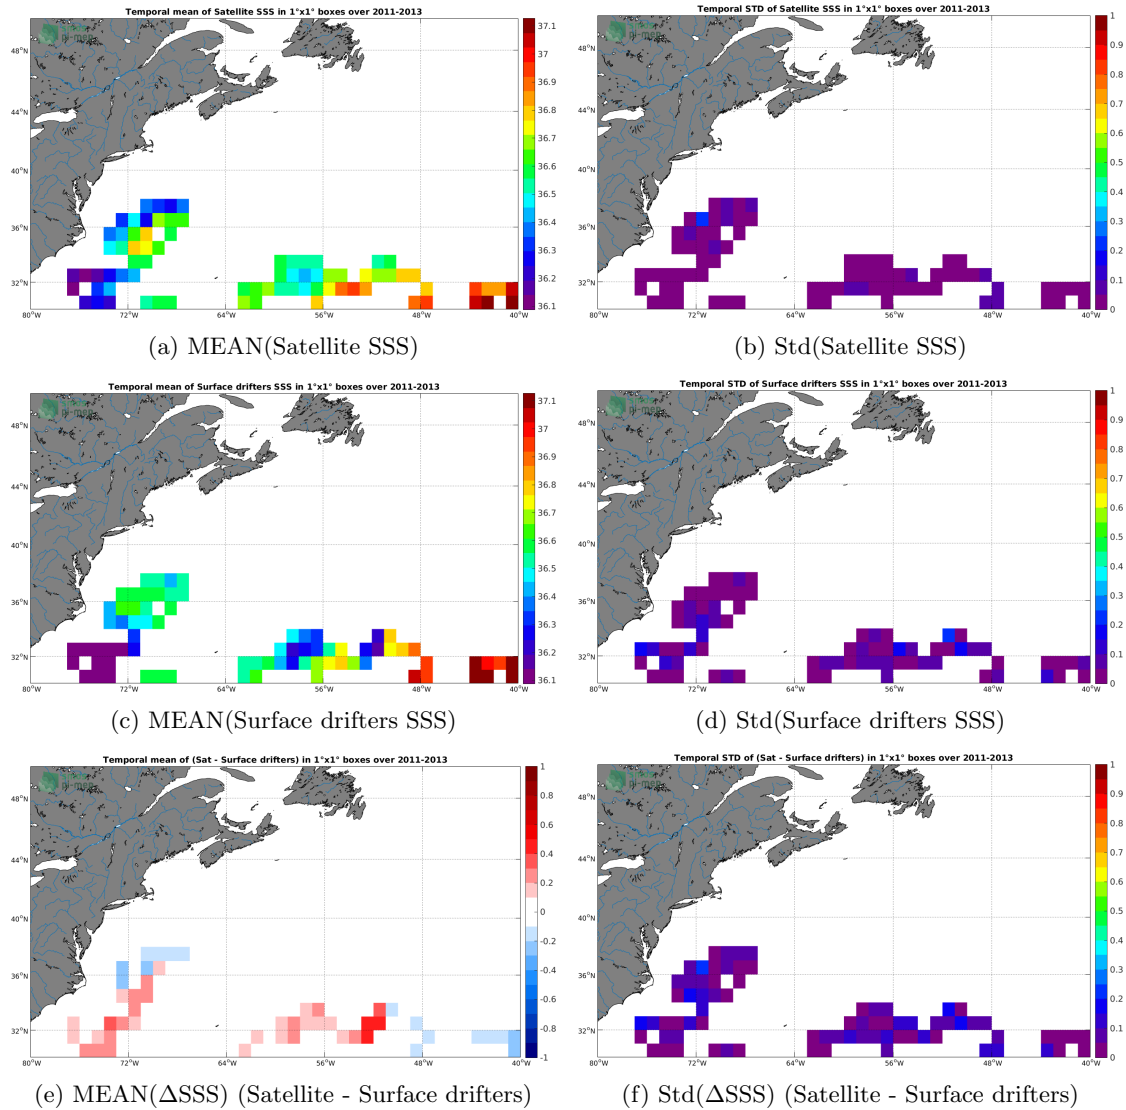 Temporal mean of Satellite SSS in 1°x1° boxes over 2011-2013
pi-mep
48°N
44°N
40°N
36°N
32°N
80°W 72°W 64°W 56°W 48°W 40°W
37.1
37
36.9
36.8
36.7
36.6
36.5
36.4
36.3
36.2
36.1
(a) MEAN(Satellite SSS)
Temporal STD of Satellite SSS in 1°x1° boxes over 2011-2013
pi-mep
48°N
44°N
40°N
36°N
32°N
80°W 72°W 64°W 56°W 48°W 40°W
1
0.9
0.8
0.7
0.6
0.5
0.4
0.3
0.2
0.1
0
(b) Std(Satellite SSS)
Temporal mean of Surface drifters SSS in 1°x1° boxes over 2011-2013
pi-mep
48°N
44°N
40°N
36°N
32°N
80°W 72°W 64°W 56°W 48°W 40°W
37.1
37
36.9
36.8
36.7
36.6
36.5
36.4
36.3
36.2
36.1
(c) MEAN(Surface drifters SSS)
Temporal STD of Surface drifters SSS in 1°x1° boxes over 2011-2013
pi-mep
48°N
44°N
40°N
36°N
32°N
80°W 72°W 64°W 56°W 48°W 40°W
1
0.9
0.8
0.7
0.6
0.5
0.4
0.3
0.2
0.1
0
(d) Std(Surface drifters SSS)
Temporal mean of (Sat - Surface drifters) in 1°x1° boxes over 2011-2013
pi-mep
48°N
44°N
40°N
36°N
32°N
80°W 72°W 64°W 56°W 48°W 40°W
1
0.8
0.6
0.4
0.2
0
-0.2
-0.4
-0.6
-0.8
-1
(e) MEAN(ΔSSS) (Satellite - Surface drifters)
Temporal STD of (Sat - Surface drifters) in 1°x1° boxes over 2011-2013
pi-mep
48°N
44°N
40°N
36°N
32°N
80°W 72°W 64°W 56°W 48°W 40°W
1
0.9
0.8
0.7
0.6
0.5
0.4
0.3
0.2
0.1
0
(f) Std(ΔSSS) (Satellite - Surface drifters)